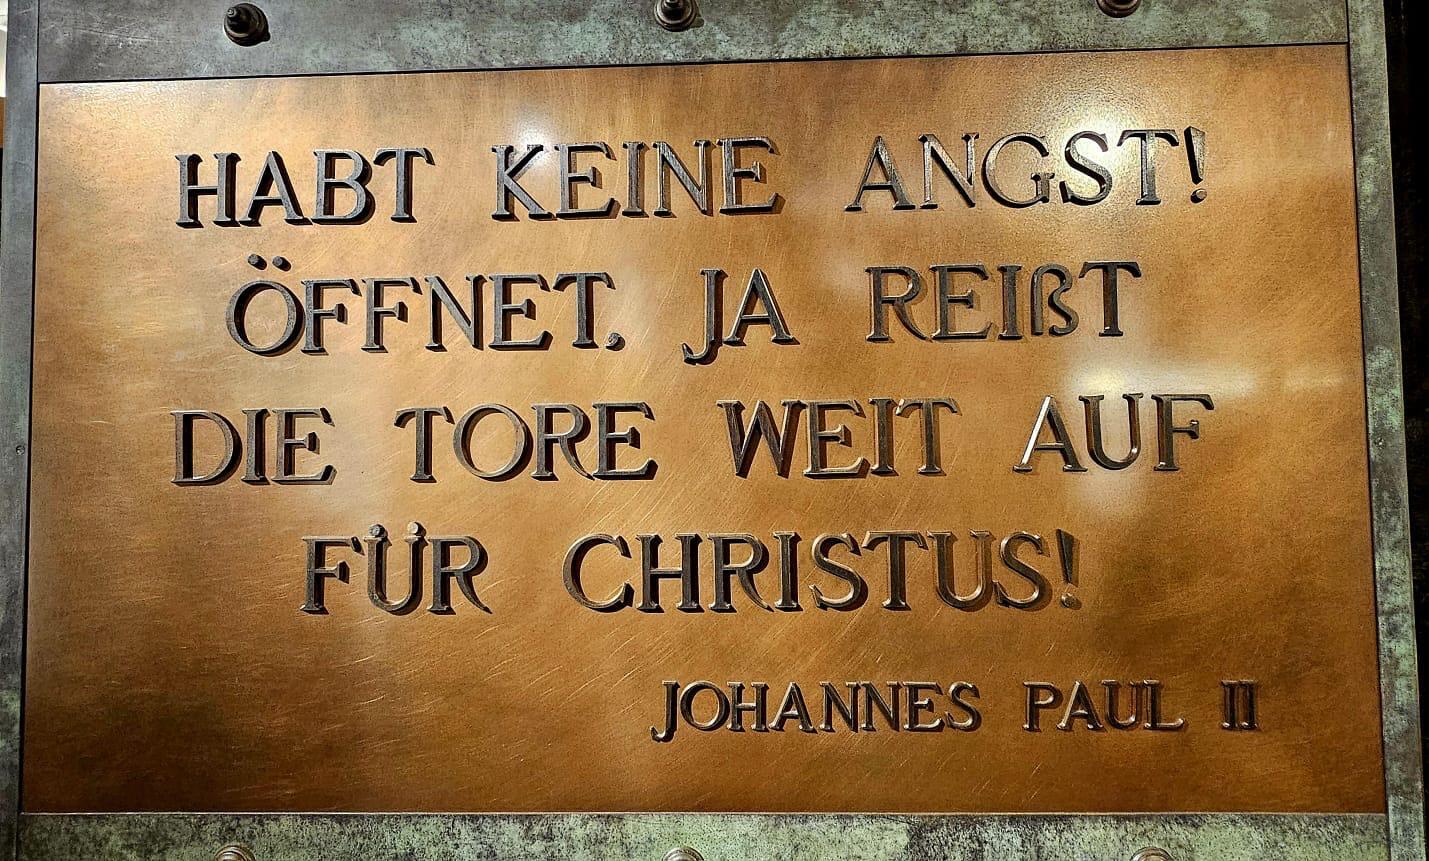 HABT KEINE ANGST!
ÖFFNET, JA REIßT
DIE TORE WEIT AUF
FÜR CHRISTUS!
JOHANNES PAUL II